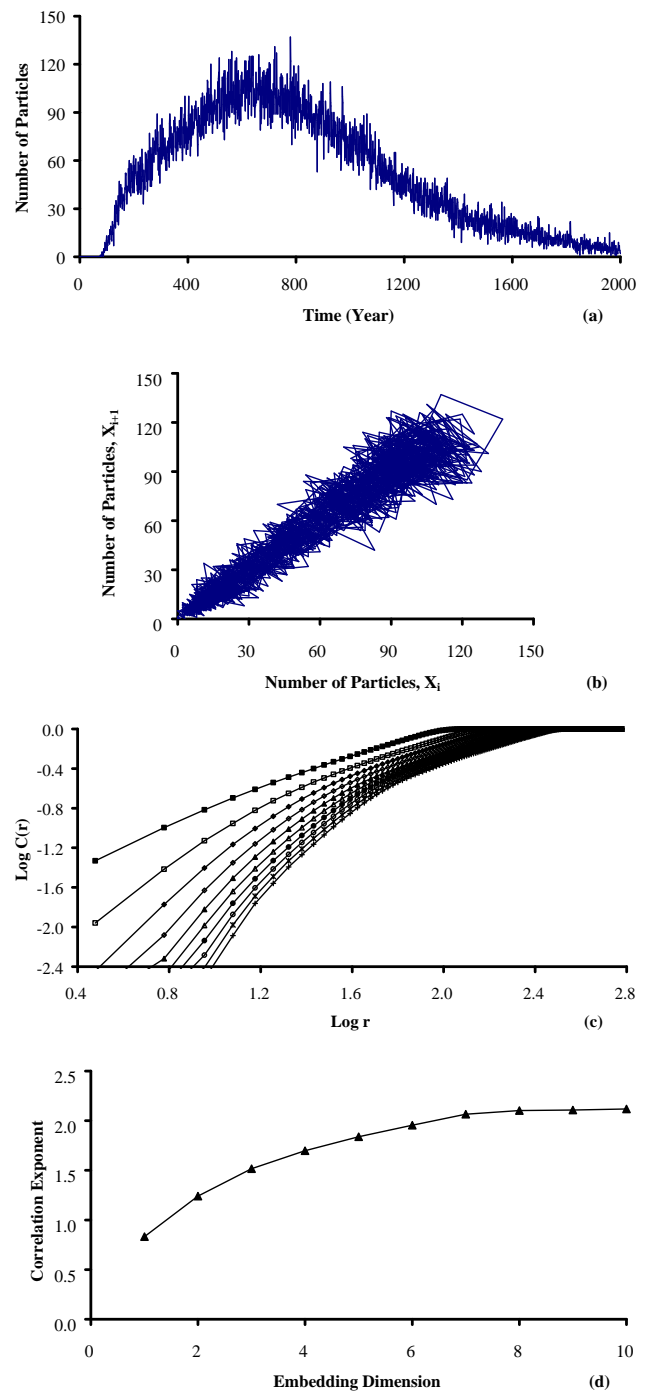 150
120
90
60
30
0
Number of Particles
0 400 800 1200 1600 2000
Time (Year) (a)
150
120
90
60
30
0
Number of Particles, Xi+1
0 30 60 90 120 150
Number of Particles, Xi (b)
0.0
-0.4
-0.8
-1.2
-1.6
-2.0
-2.4
Log C(r)
0.4 0.8 1.2 1.6 2.0 2.4 2.8
Log r (c)
2.5
2.0
1.5
1.0
0.5
0.0
Correlation Exponent
0 2 4 6 8 10
Embedding Dimension (d)